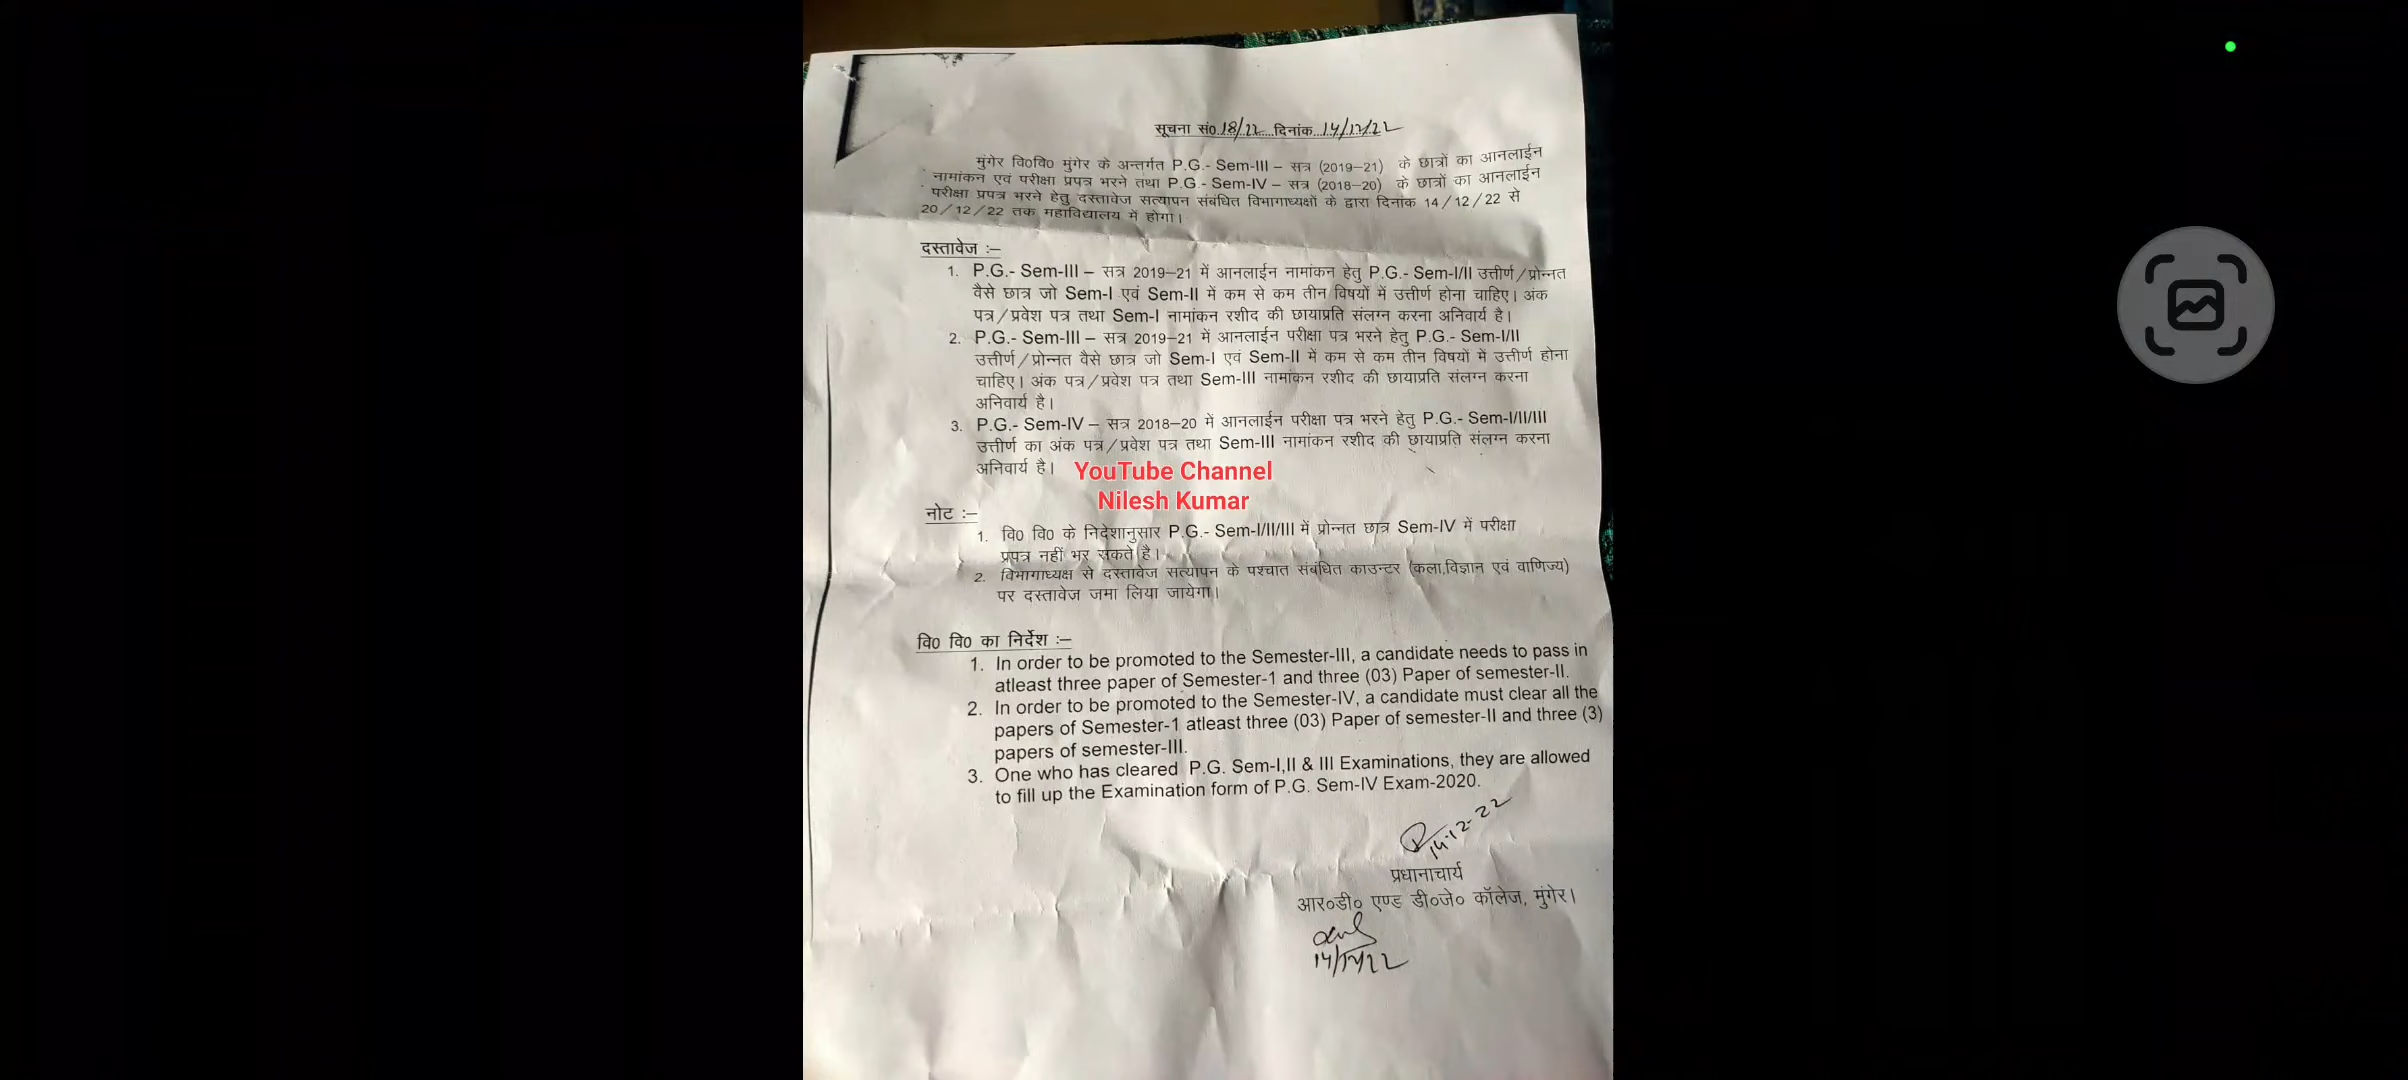 सूचना सं0 18/22 दिनांक 14/12/22
मुंगेर वि0वि0 मुंगेर के अन्तर्गत P.G.- Sem-III – सत्र (2019–21) के छात्रों का आनलाईन
नामांकन एवं परीक्षा प्रपत्र भरने तथा P.G.- Sem-IV – सत्र (2018–20) के छात्रों का आनलाईन
परीक्षा प्रपत्र भरने हेतु दस्तावेज सत्यापन संबंधित विभागाध्यक्षों के द्वारा दिनांक 14/12/22 से
20/12/22 तक महाविद्यालय में होगा।
दस्तावेज :–
1. P.G.- Sem-III – सत्र 2019–21 में आनलाईन नामांकन हेतु P.G.- Sem-I/II उत्तीर्ण/प्रोन्नत
वैसे छात्र जो Sem-I एवं Sem-II में कम से कम तीन विषयों में उत्तीर्ण होना चाहिए। अंक
पत्र/प्रवेश पत्र तथा Sem-I नामांकन रशीद की छायाप्रति संलग्न करना अनिवार्य है।
2. P.G.- Sem-III – सत्र 2019–21 में आनलाईन परीक्षा पत्र भरने हेतु P.G.- Sem-I/II
उत्तीर्ण/प्रोन्नत वैसे छात्र जो Sem-I एवं Sem-II में कम से कम तीन विषयों में उत्तीर्ण होना
चाहिए। अंक पत्र/प्रवेश पत्र तथा Sem-III नामांकन रशीद की छायाप्रति संलग्न करना
अनिवार्य है।
3. P.G.- Sem-IV – सत्र 2018–20 में आनलाईन परीक्षा पत्र भरने हेतु P.G.- Sem-I/II/III
उत्तीर्ण का अंक पत्र/प्रवेश पत्र तथा Sem-III नामांकन रशीद की छायाप्रति संलग्न करना
अनिवार्य है।
YouTube Channel
Nilesh Kumar
नोट :–
1. वि0 वि0 के निदेशानुसार P.G.- Sem-I/II/III में प्रोन्नत छात्र Sem-IV में परीक्षा
प्रपत्र नहीं भर सकते है।
2. विभागाध्यक्ष से दस्तावेज सत्यापन के पश्चात संबंधित काउन्टर (कला,विज्ञान एवं वाणिज्य)
पर दस्तावेज जमा लिया जायेगा।
वि0 वि0 का निर्देश :–
1. In order to be promoted to the Semester-III, a candidate needs to pass in
atleast three paper of Semester-1 and three (03) Paper of semester-II.
2. In order to be promoted to the Semester-IV, a candidate must clear all the
papers of Semester-1 atleast three (03) Paper of semester-II and three (3)
papers of semester-III.
3. One who has cleared P.G. Sem-I,II & III Examinations, they are allowed
to fill up the Examination form of P.G. Sem-IV Exam-2020.
14.12.22
प्रधानाचार्य
आर०डी० एण्ड डी०जे० कॉलेज, मुंगेर।
14/12/22